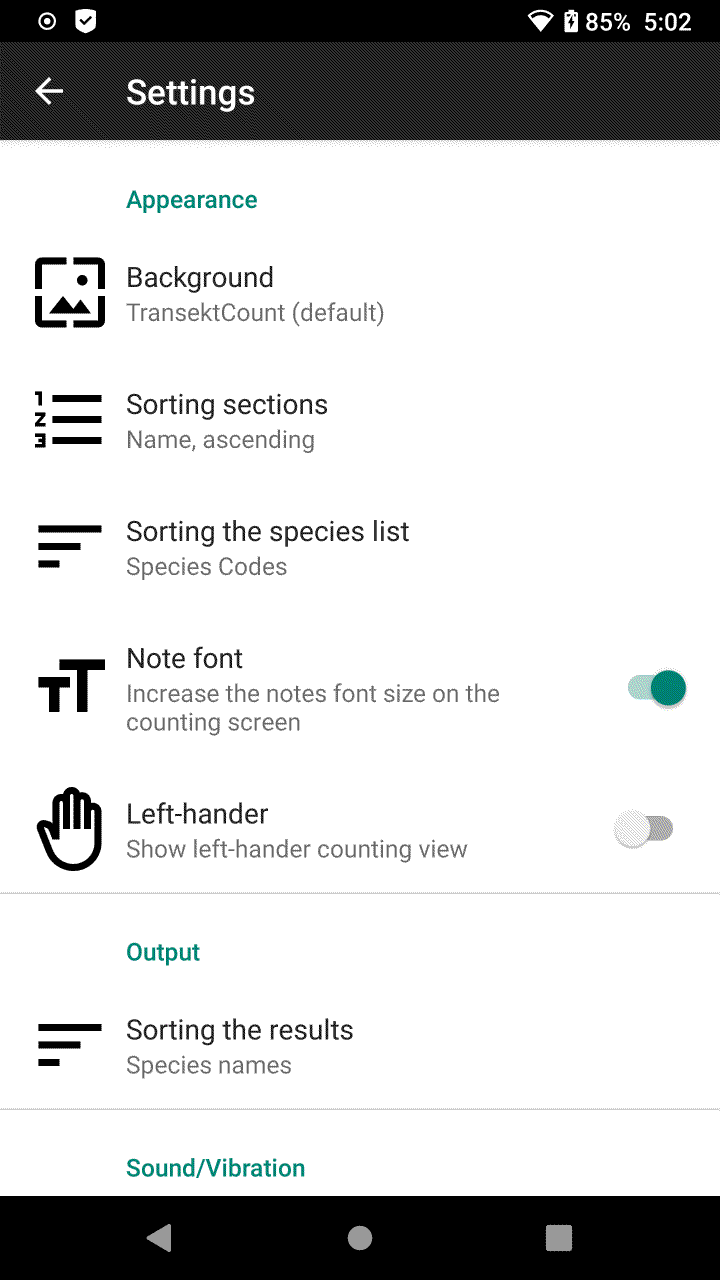 85% 5:02
Settings
Appearance
Background
TransektCount (default)
1
2
3
Sorting sections
Name, ascending
Sorting the species list
Species Codes
TT
Note font
Increase the notes font size on the
counting screen
Left-hander
Show left-hander counting view
Output
Sorting the results
Species names
Sound/Vibration